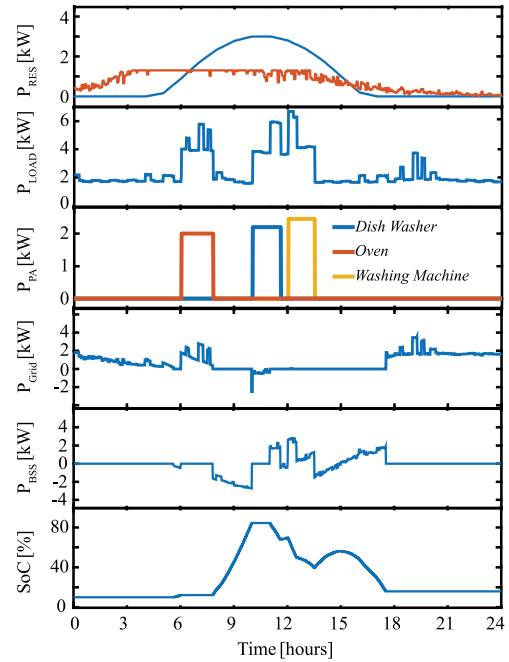 4
2
0
P_RES [kW]
6
4
2
0
P_LOAD [kW]
2
1
0
P_PA [kW]
Dish Washer
Oven
Washing Machine
4
2
0
-2
P_Grid [kW]
4
2
0
-2
-4
P_BSS [kW]
80
40
0
SoC [%]
0 3 6 9 12 15 18 21 24
Time [hours]